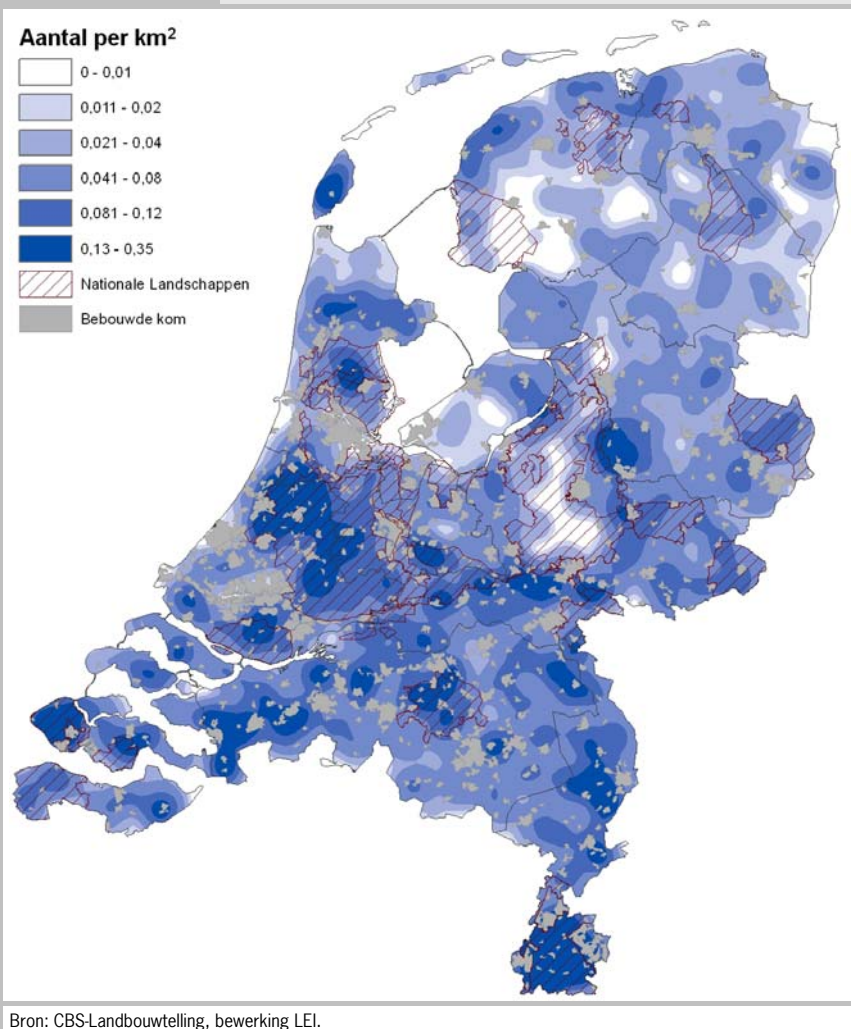 Aantal per km²
0 - 0,01
0,011 - 0,02
0,021 - 0,04
0,041 - 0,08
0,081 - 0,12
0,13 - 0,35
Nationale Landschappen
Bebouwde kom
Bron: CBS-Landbouwtelling, bewerking LEI.